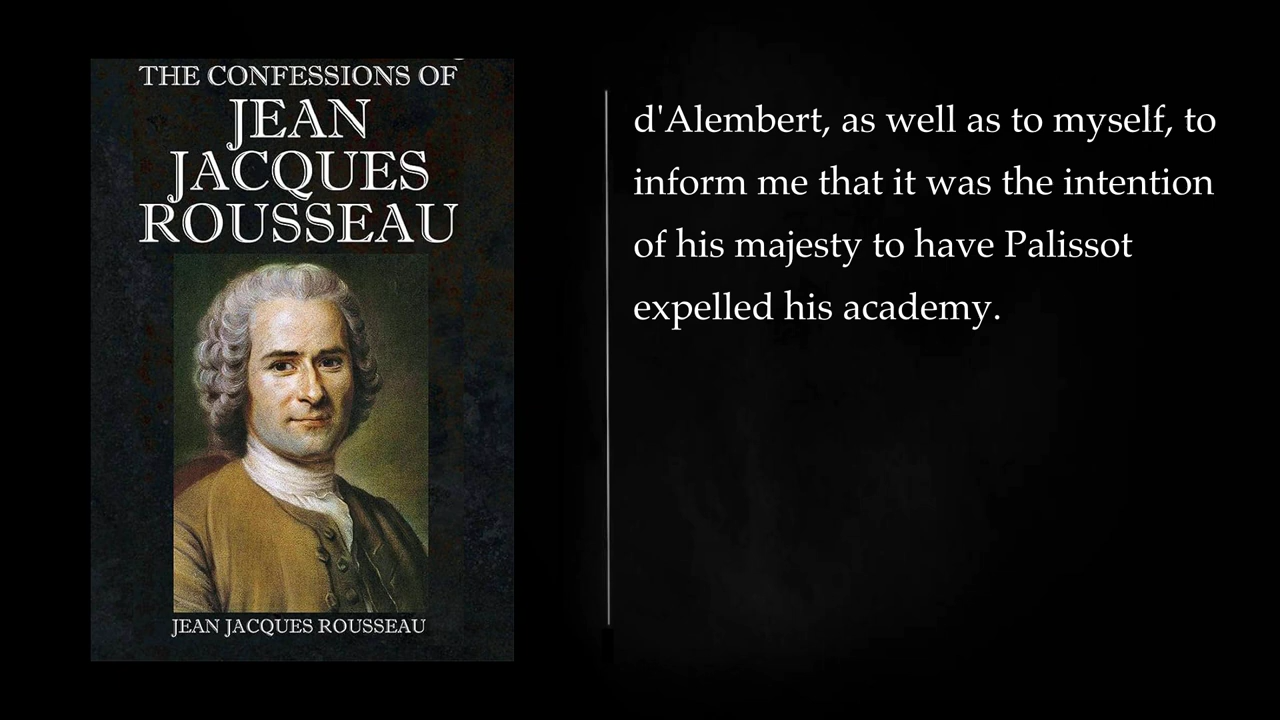 THE CONFESSIONS OF
JEAN
JACQUES
ROUSSEAU
JEAN JACQUES ROUSSEAU
d'Alembert, as well as to myself, to
inform me that it was the intention
of his majesty to have Palissot
expelled his academy.